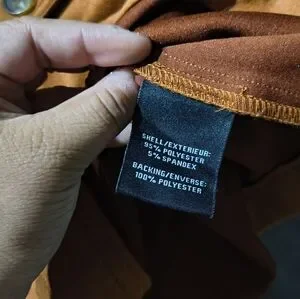 SHELL/EXTERIEUR:
95% POLYESTER
5% SPANDEX
BACKING/ENVERSE:
100% POLYESTER